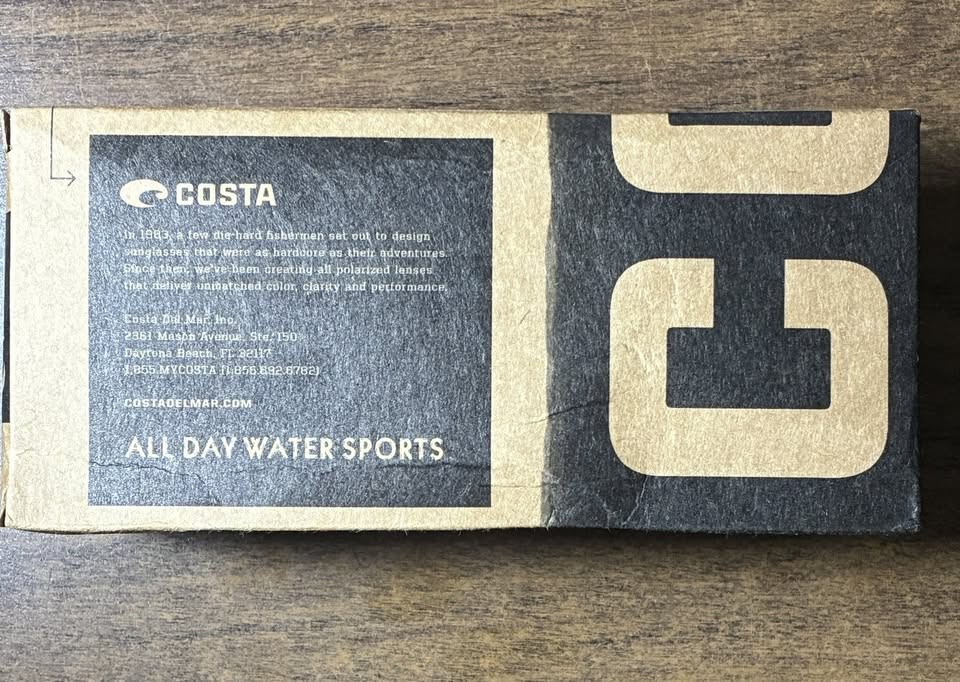 COSTA
In 1983, a few die-hard fishermen set out to design
sunglasses that were as hardcore as their adventures.
Since then, we've been creating all polarized lenses
that deliver unmatched color, clarity and performance.
Costa Del Mar, Inc.
2361 Mason Avenue, Ste. 150
Daytona Beach, FL 32117
1.855.MYCOSTA (1.855.692.6782)
COSTADELMAR.COM
ALL DAY WATER SPORTS
CO